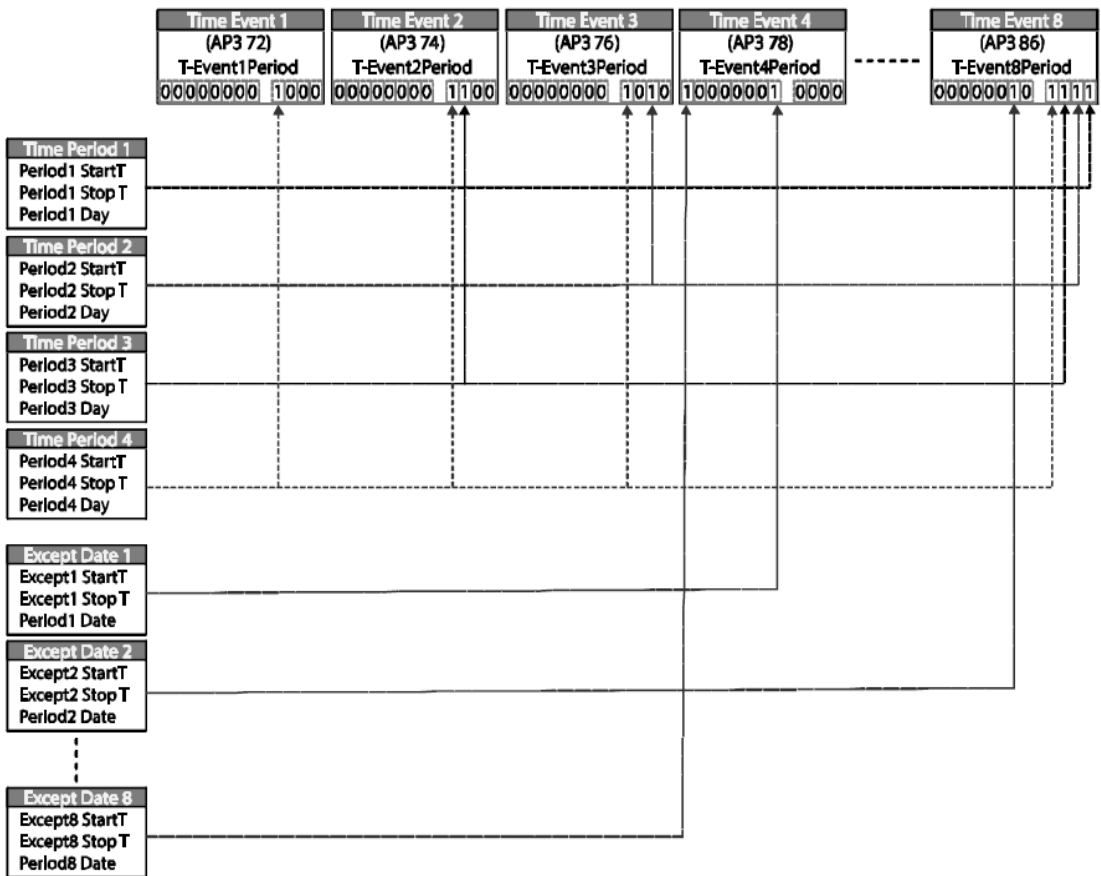 Time Event 1
(AP3 72)
T-Event1Period
00000000 1000
Time Event 2
(AP3 74)
T-Event2Period
00000000 1100
Time Event 3
(AP3 76)
T-Event3Period
00000000 1010
Time Event 4
(AP3 78)
T-Event4Period
10000001 0000
Time Event 8
(AP3 86)
T-Event8Period
00000010 1111
Time Period 1
Period1 StartT
Period1 Stop T
Period1 Day
Time Period 2
Period2 StartT
Period2 Stop T
Period2 Day
Time Period 3
Period3 StartT
Period3 Stop T
Period3 Day
Time Period 4
Period4 StartT
Period4 Stop T
Period4 Day
Except Date 1
Except1 StartT
Except1 Stop T
Period1 Date
Except Date 2
Except2 StartT
Except2 Stop T
Period2 Date
Except Date 8
Except8 StartT
Except8 Stop T
Period8 Date